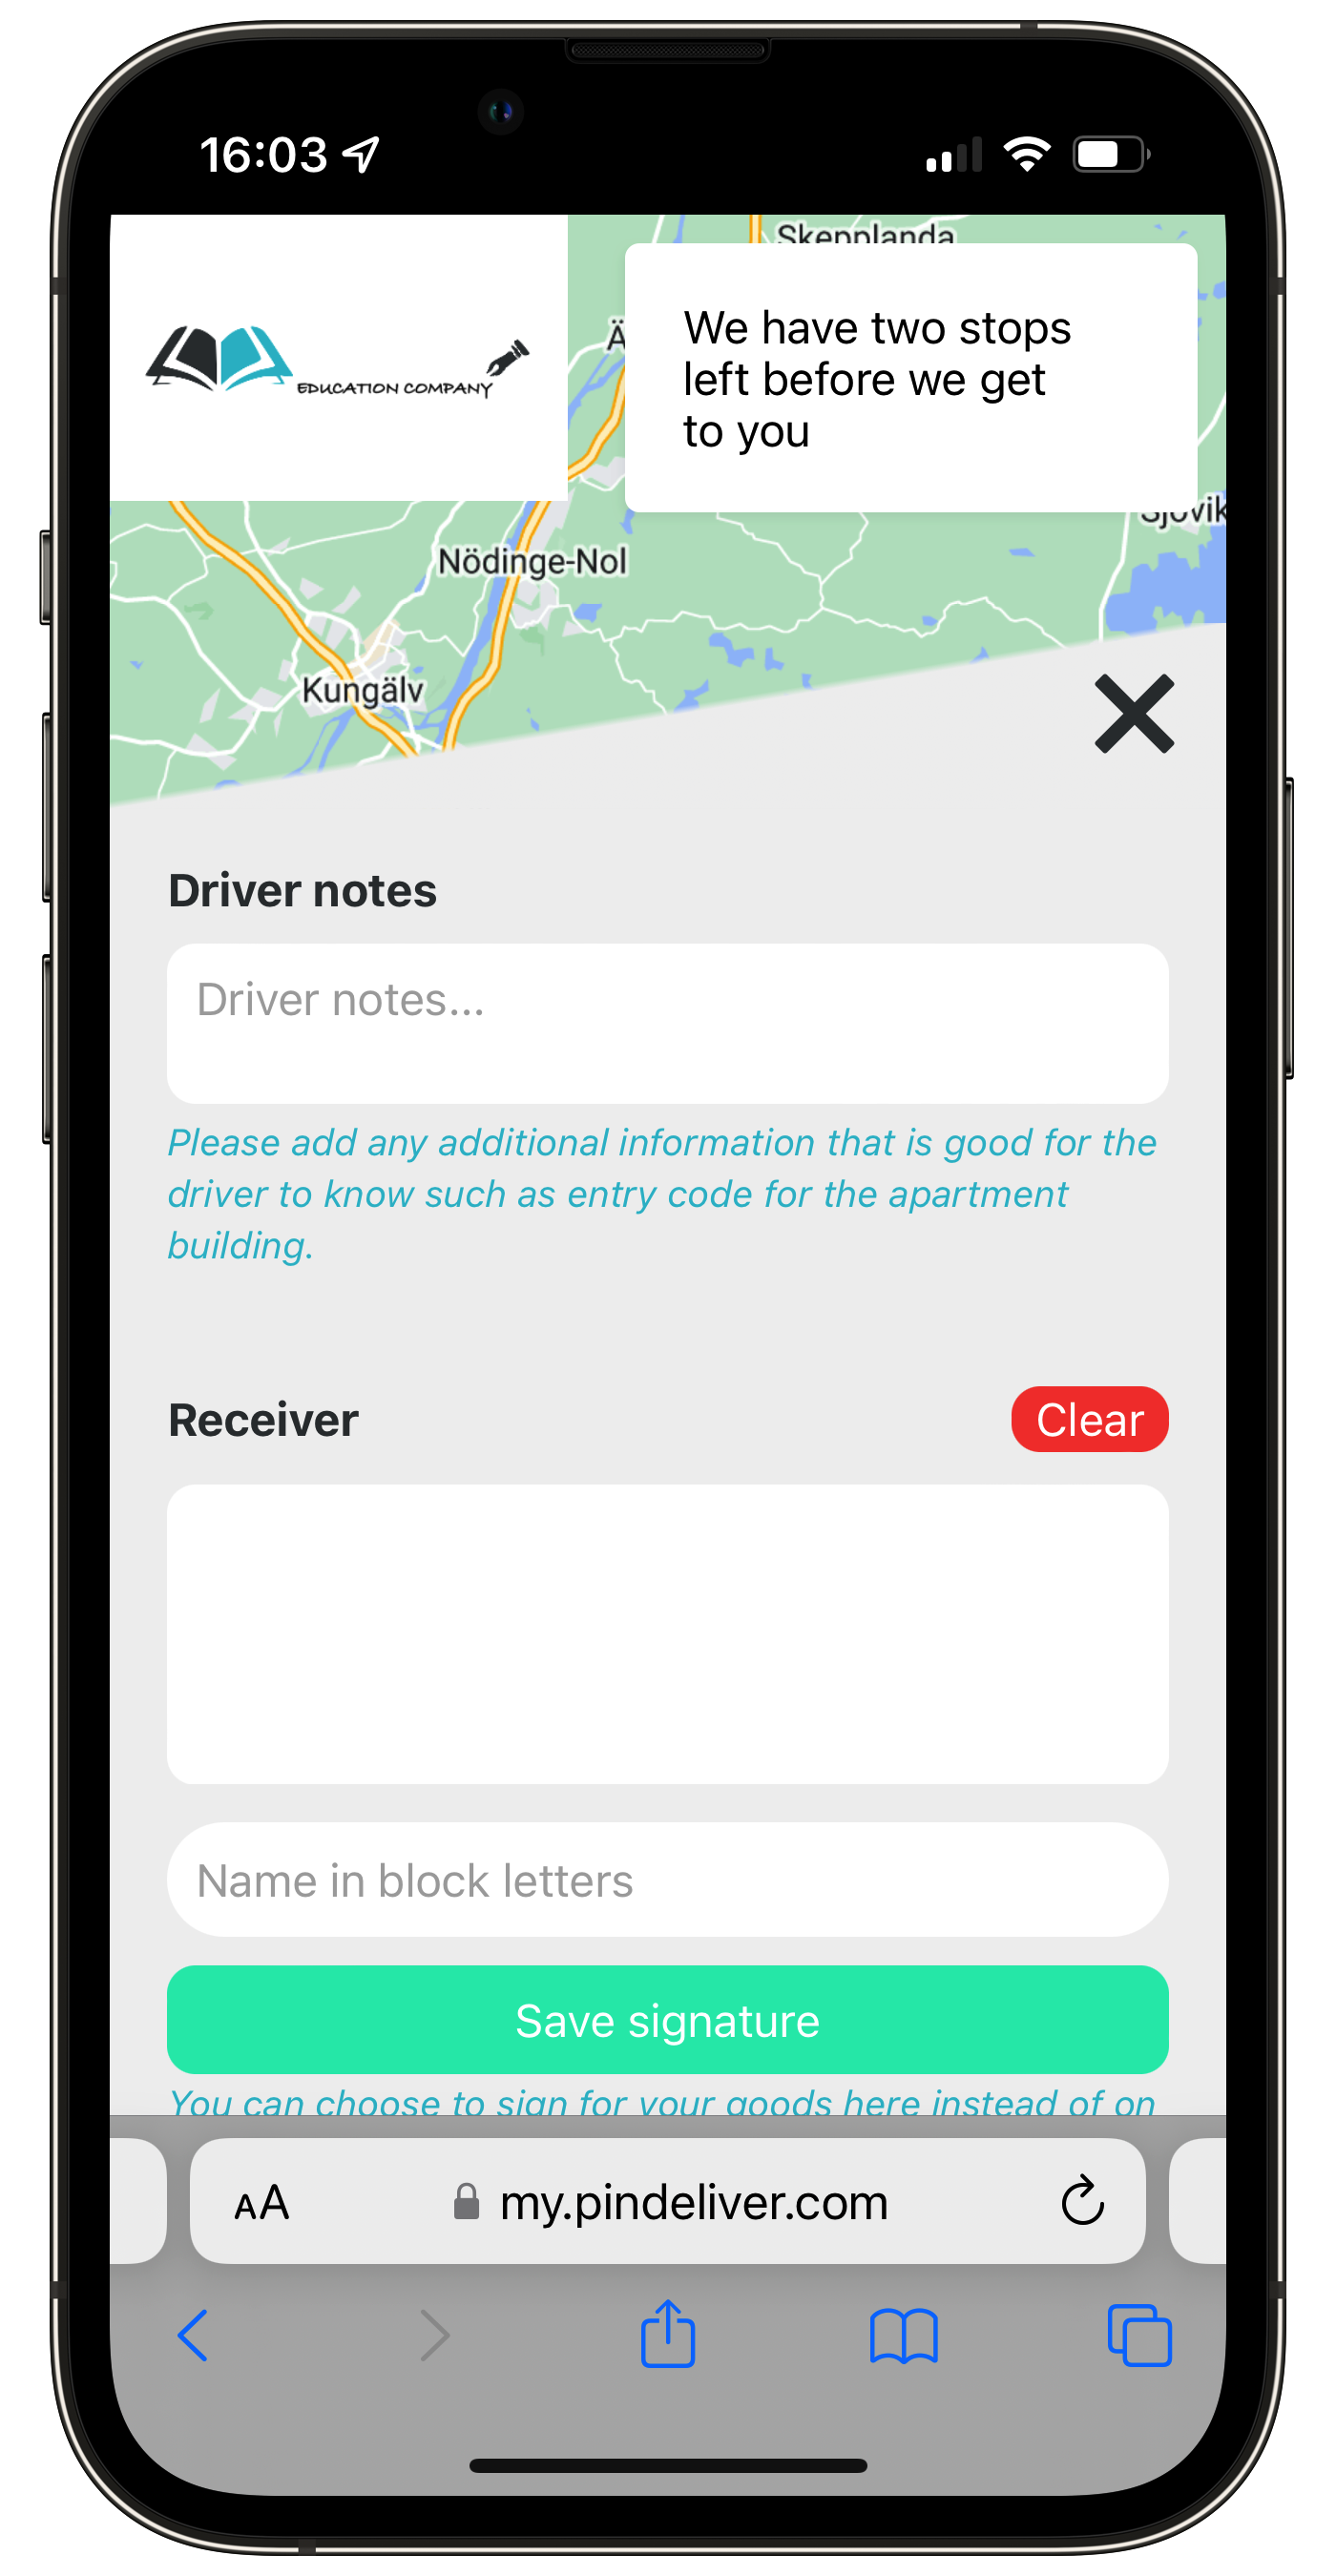 16:03
Skepplanda
EDUCATION COMPANY
We have two stops
left before we get
to you
Nödinge-Nol
Kungälv
Driver notes
Driver notes...
Please add any additional information that is good for the
driver to know such as entry code for the apartment
building.
Receiver
Clear
Name in block letters
Save signature
You can choose to sign for your goods here instead of on
AA
my.pindeliver.com